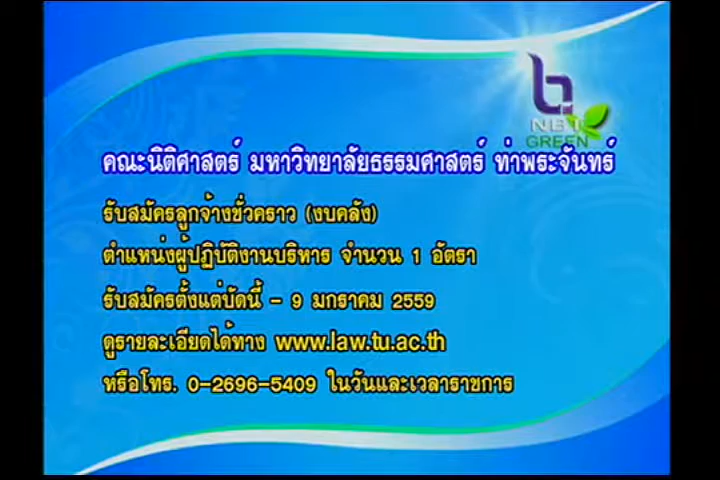 NBT
GREEN
คณะนิติศาสตร์ มหาวิทยาลัยธรรมศาสตร์ ท่าพระจันทร์
รับสมัครลูกจ้างชั่วคราว (งบคลัง)
ตำแหน่งผู้ปฏิบัติงานบริหาร จำนวน 1 อัตรา
รับสมัครตั้งแต่บัดนี้ - 9 มกราคม 2559
ดูรายละเอียดได้ทาง www.law.tu.ac.th
หรือโทร. 0-2696-5409 ในวันและเวลาราชการ